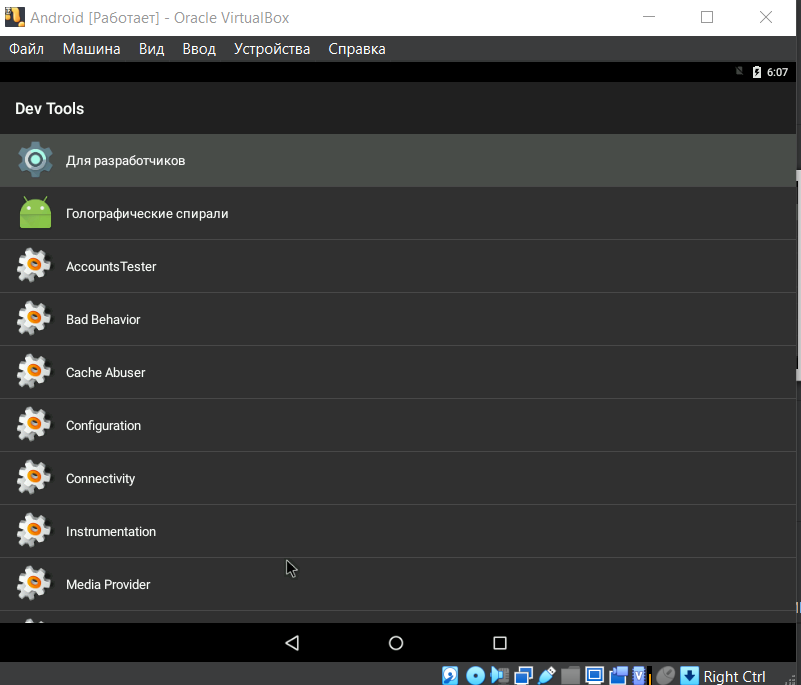 Android [Работает] - Oracle VirtualBox
Файл Машина Вид Ввод Устройства Справка
6:07
Dev Tools
Для разработчиков
Голографические спирали
AccountsTester
Bad Behavior
Cache Abuser
Configuration
Connectivity
Instrumentation
Media Provider
Right Ctrl